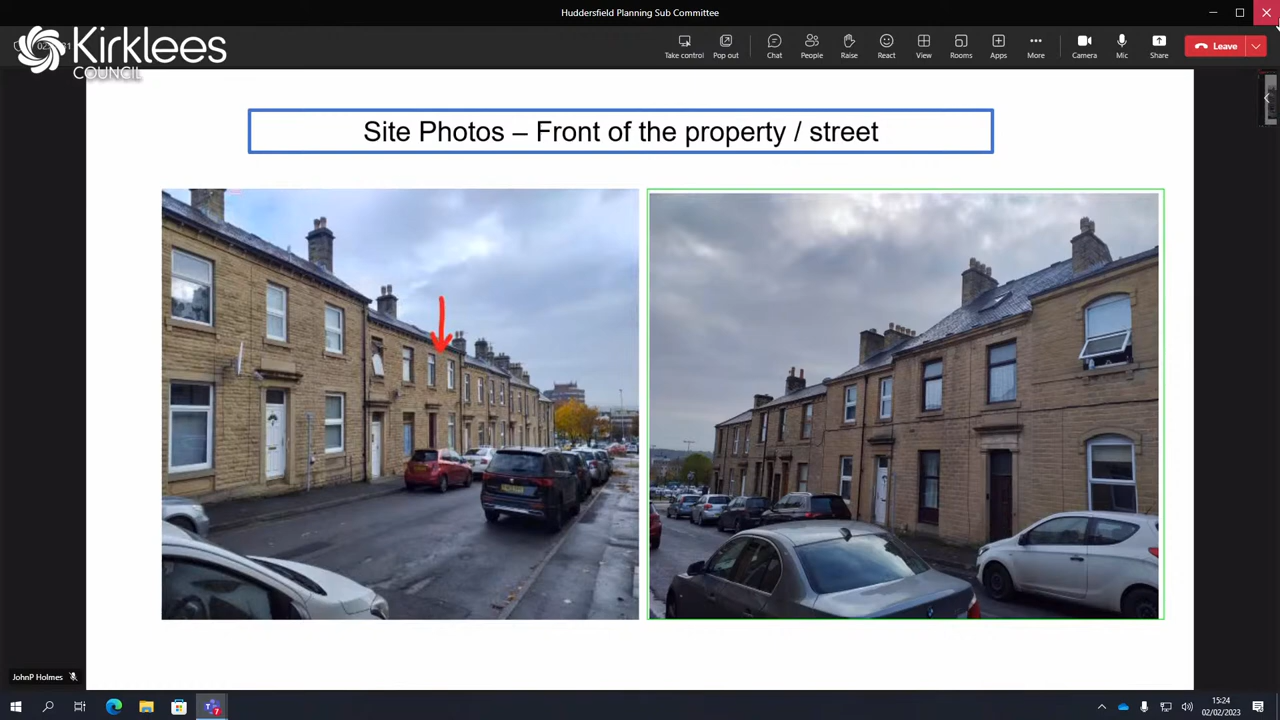 Huddersfield Planning Sub Committee
Kirklees
COUNCIL
Take control
Pop out
Chat
People
Raise
React
View
Rooms
Apps
More
Camera
Mic
Share
Leave
Site Photos – Front of the property / street
JohnP Holmes
15:24
02/02/2023